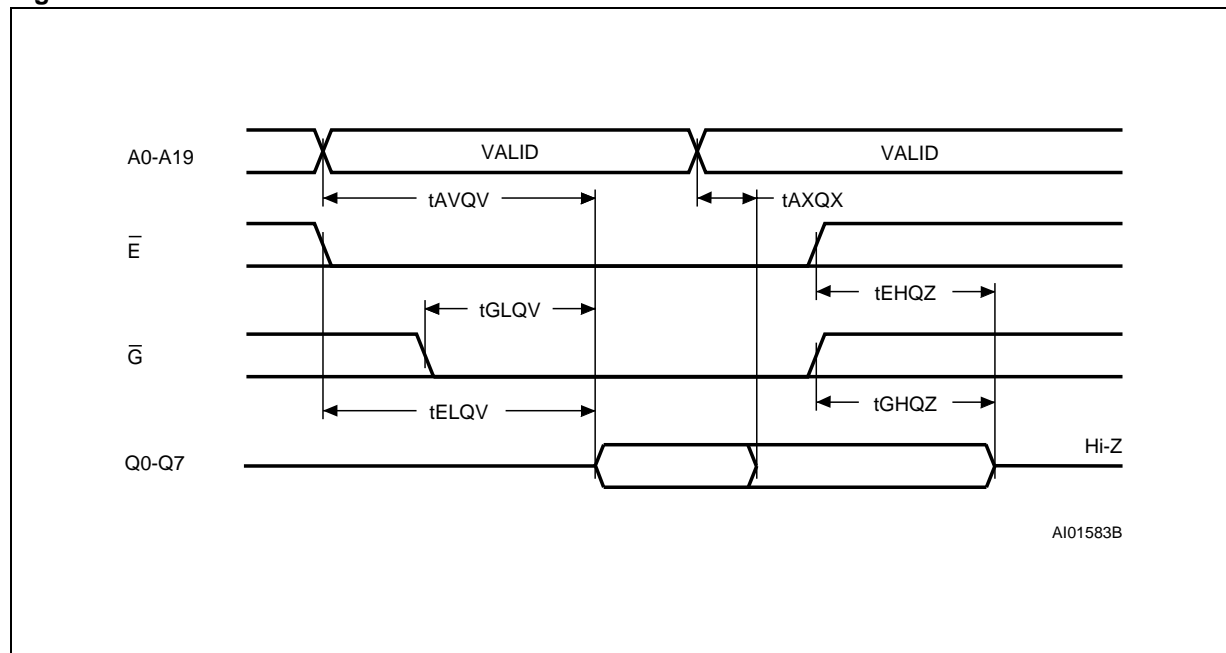 A0-A19
VALID
VALID
tAVQV
tAXQX
E̅
tEHQZ
tGLQV
G̅
tELQV
tGHQZ
Q0-Q7
Hi-Z
AI01583B